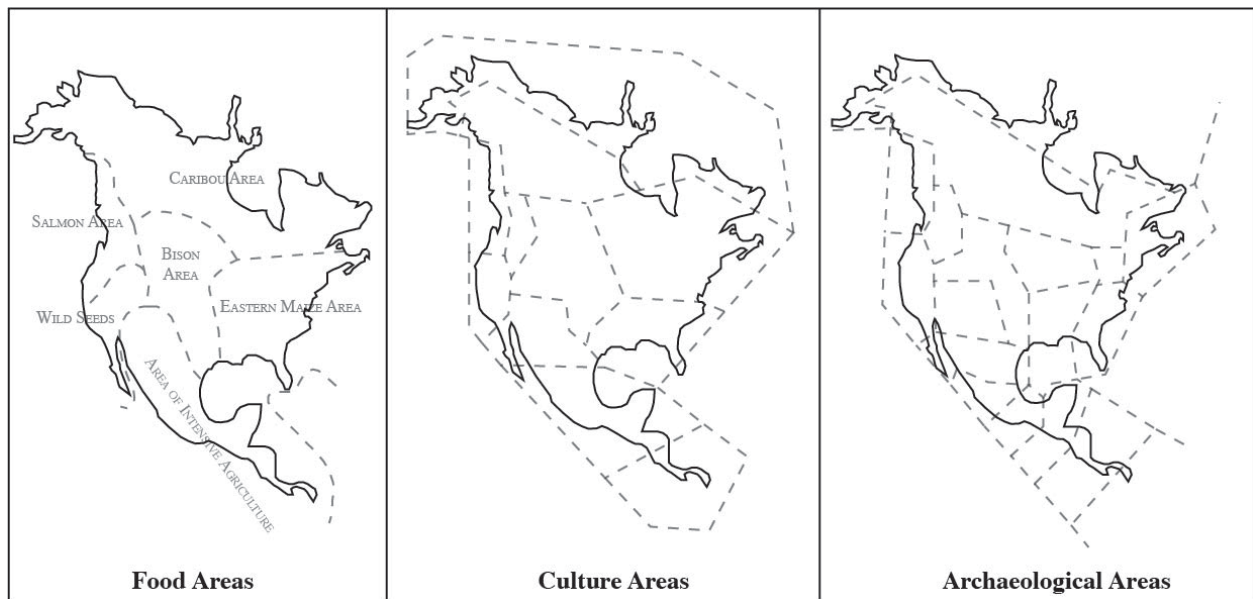 CARIBOU AREA
SALMON AREA
BISON
AREA
EASTERN MAIZE AREA
WILD SEEDS
AREA OF INTENSIVE AGRICULTURE
Food Areas
Culture Areas
Archaeological Areas